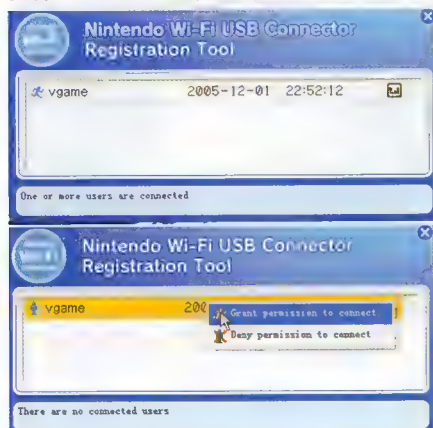 Nintendo Wi-Fi USB Connector
Registration Tool
vgame 2005-12-01 22:52:12
One or more users are connected
Nintendo Wi-Fi USB Connector
Registration Tool
vgame 200
Grant permission to connect
Deny permission to connect
There are no connected users